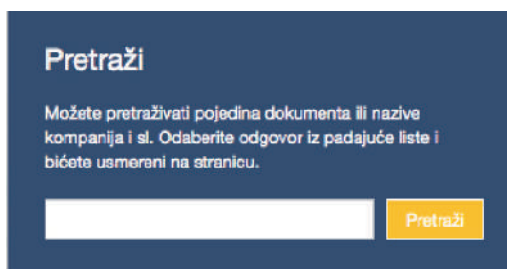 Pretraži
Možete pretraživati pojedina dokumenta ili nazive
kompanija i sl. Odaberite odgovor iz padajuće liste i
bićete usmereni na stranicu.
Pretraži